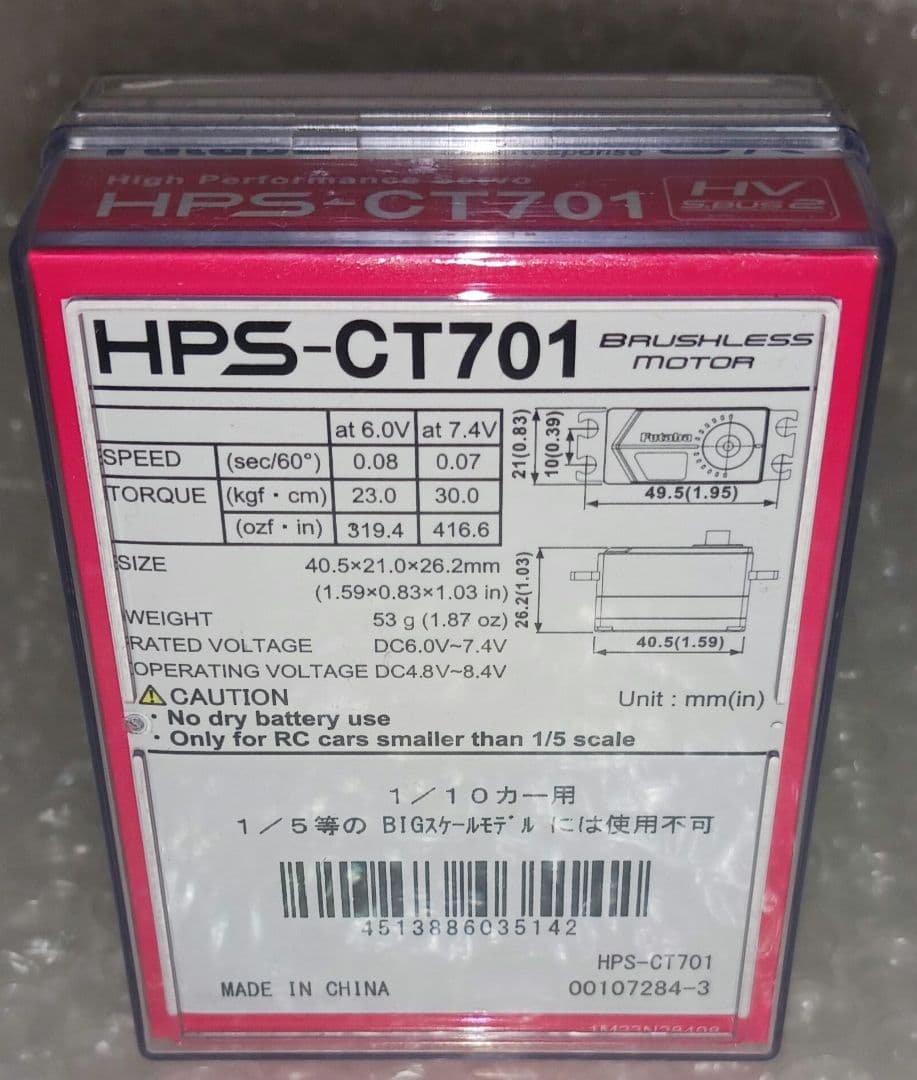 Futaba Response
High Performance Servo
HPS-CT701 HV
S.BUS2
HPS-CT701 BRUSHLESS
MOTOR
at 6.0V at 7.4V
SPEED (sec/60°) 0.08 0.07
TORQUE (kgf・cm) 23.0 30.0
(ozf・in) 319.4 416.6
21(0.83)
10(0.39)
Futaba
49.5(1.95)
SIZE 40.5×21.0×26.2mm
(1.59×0.83×1.03 in)
26.2(1.03)
WEIGHT 53 g (1.87 oz)
40.5(1.59)
RATED VOLTAGE DC6.0V~7.4V
OPERATING VOLTAGE DC4.8V~8.4V
CAUTION Unit : mm(in)
・No dry battery use
・Only for RC cars smaller than 1/5 scale
1/10カー用
1/5等の BIGスケールモデル には使用不可
4513886035142
HPS-CT701
MADE IN CHINA 00107284-3